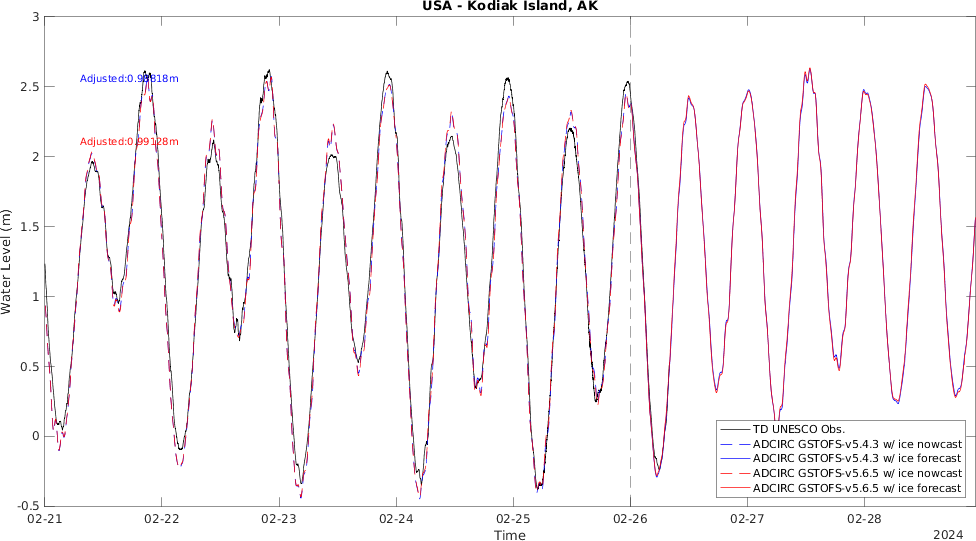 USA - Kodiak Island, AK
3
2.5
2
1.5
1
0.5
0
-0.5
Water Level (m)
Adjusted:0.99128m
TD UNESCO Obs.
ADCIRC GSTOFS-v5.4.3 w/ ice nowcast
ADCIRC GSTOFS-v5.4.3 w/ ice forecast
ADCIRC GSTOFS-v5.6.5 w/ ice nowcast
ADCIRC GSTOFS-v5.6.5 w/ ice forecast
02-21 02-22 02-23 02-24 02-25 02-26 02-27 02-28
Time
2024